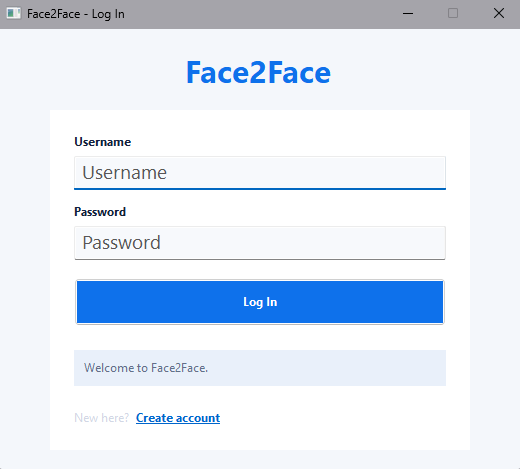 Face2Face - Log In
Face2Face
Username
Username
Password
Password
Log In
Welcome to Face2Face.
New here? Create account